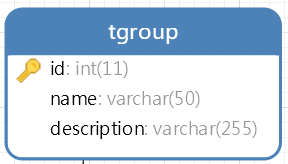 tgroup
id: int(11)
name: varchar(50)
description: varchar(255)